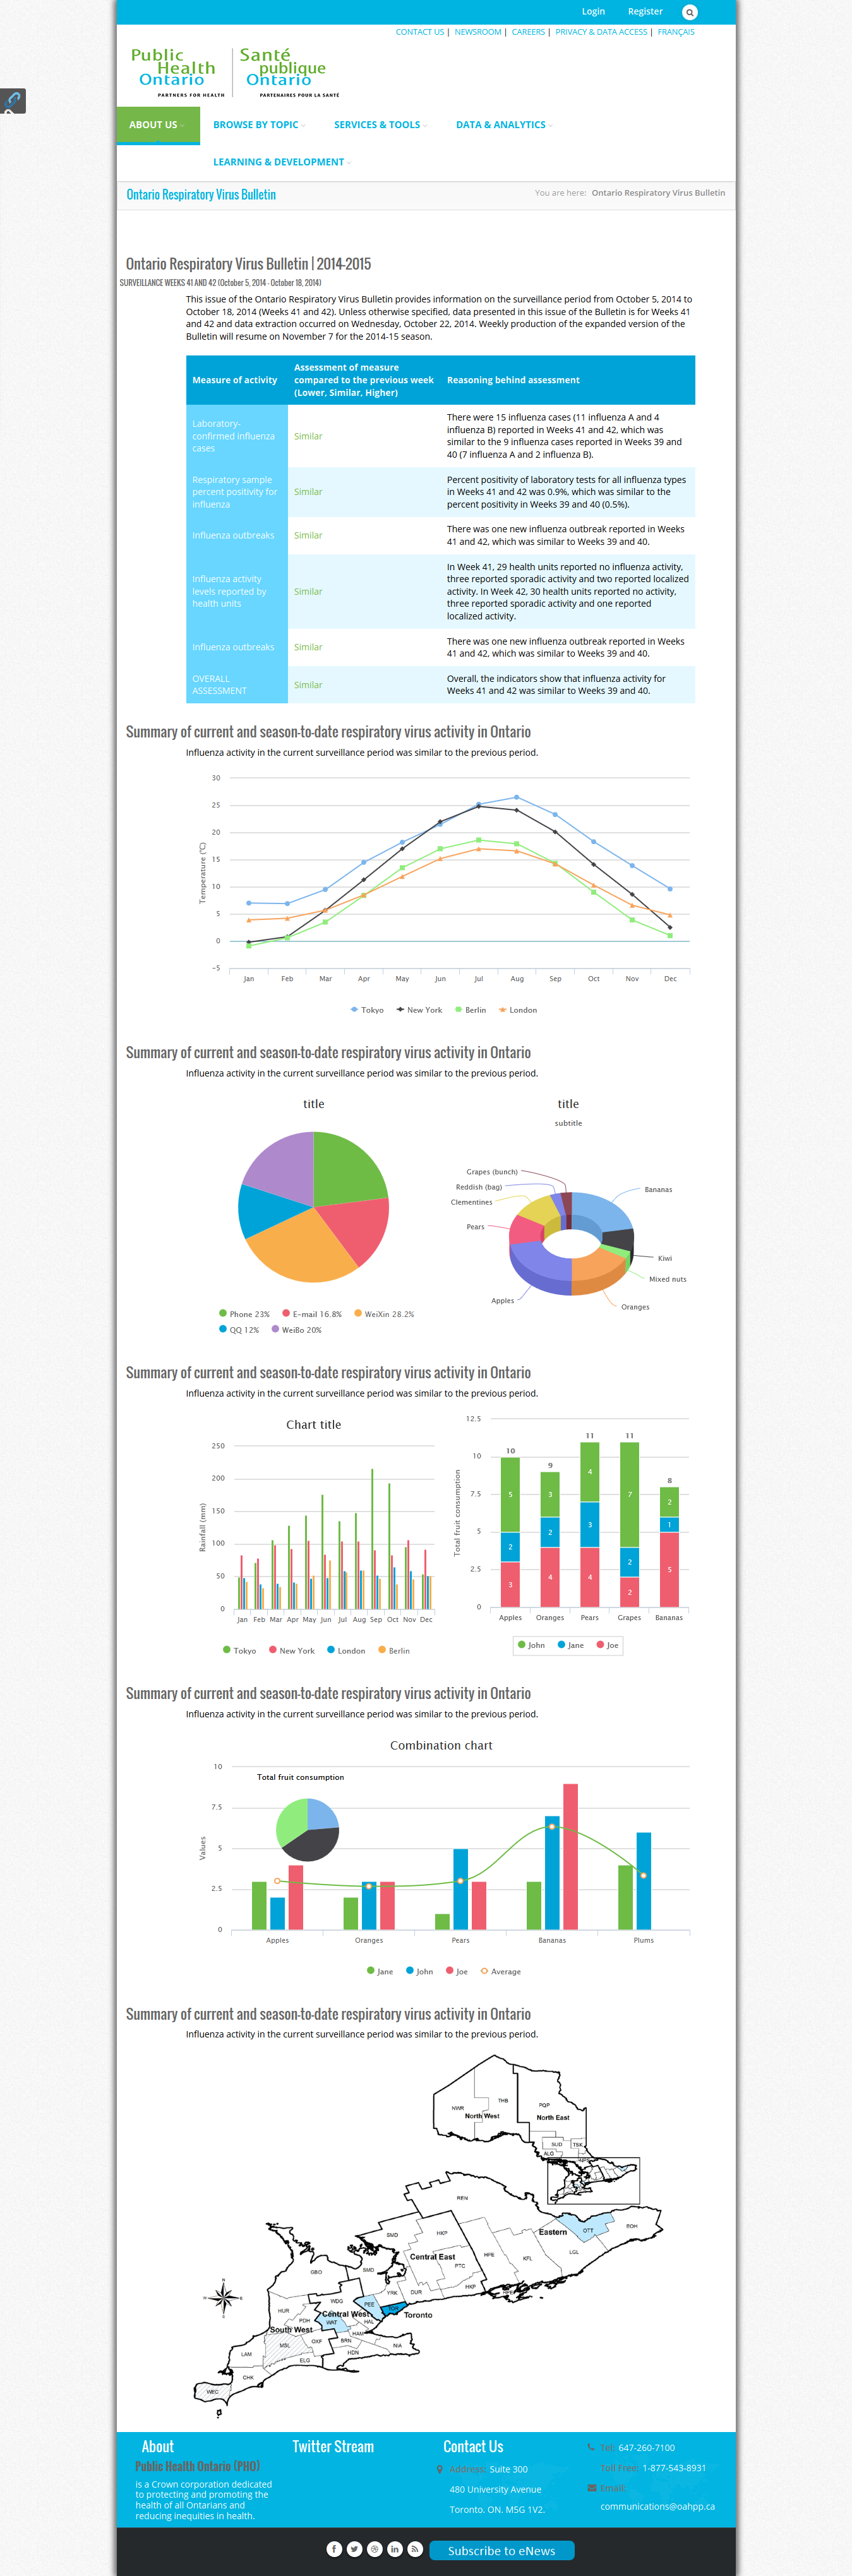 Login Register
CONTACT US | NEWSROOM | CAREERS | PRIVACY & DATA ACCESS | FRANÇAIS
Public Health Ontario
PARTNERS FOR HEALTH
Santé publique Ontario
PARTENAIRES POUR LA SANTÉ
ABOUT US BROWSE BY TOPIC SERVICES & TOOLS DATA & ANALYTICS
LEARNING & DEVELOPMENT
Ontario Respiratory Virus Bulletin
You are here: Ontario Respiratory Virus Bulletin
Ontario Respiratory Virus Bulletin | 2014-2015
SURVEILLANCE WEEKS 41 AND 42 (October 5, 2014 - October 18, 2014)
This issue of the Ontario Respiratory Virus Bulletin provides information on the surveillance period from October 5, 2014 to
October 18, 2014 (Weeks 41 and 42). Unless otherwise specified, data presented in this issue of the Bulletin is for Weeks 41
and 42 and data extraction occurred on Wednesday, October 22, 2014. Weekly production of the expanded version of the
Bulletin will resume on November 7 for the 2014-15 season.
Measure of activity
Assessment of measure
compared to the previous week
(Lower, Similar, Higher)
Reasoning behind assessment
Laboratory-
confirmed influenza
cases
Similar
There were 15 influenza cases (11 influenza A and 4
influenza B) reported in Weeks 41 and 42, which was
similar to the 9 influenza cases reported in Weeks 39 and
40 (7 influenza A and 2 influenza B).
Respiratory sample
percent positivity for
influenza
Similar
Percent positivity of laboratory tests for all influenza types
in Weeks 41 and 42 was 0.9%, which was similar to the
percent positivity in Weeks 39 and 40 (0.5%).
Influenza outbreaks
Similar
There was one new influenza outbreak reported in Weeks
41 and 42, which was similar to Weeks 39 and 40.
Influenza activity
levels reported by
health units
Similar
In Week 41, 29 health units reported no influenza activity,
three reported sporadic activity and two reported localized
activity. In Week 42, 30 health units reported no activity,
three reported sporadic activity and one reported
localized activity.
Influenza outbreaks
Similar
There was one new influenza outbreak reported in Weeks
41 and 42, which was similar to Weeks 39 and 40.
OVERALL
ASSESSMENT
Similar
Overall, the indicators show that influenza activity for
Weeks 41 and 42 was similar to Weeks 39 and 40.
Summary of current and season-to-date respiratory virus activity in Ontario
Influenza activity in the current surveillance period was similar to the previous period.
Temperature (°C)
30
25
20
15
10
5
0
-5
Jan Feb Mar Apr May Jun Jul Aug Sep Oct Nov Dec
Tokyo New York Berlin London
Summary of current and season-to-date respiratory virus activity in Ontario
Influenza activity in the current surveillance period was similar to the previous period.
title
Phone 23% E-mail 16.8% WeiXin 28.2%
QQ 12% WeiBo 20%
title
subtitle
Grapes (bunch)
Reddish (bag)
Clementines
Pears
Apples
Bananas
Kiwi
Mixed nuts
Oranges
Summary of current and season-to-date respiratory virus activity in Ontario
Influenza activity in the current surveillance period was similar to the previous period.
Chart title
Rainfall (mm)
250
200
150
100
50
0
Jan Feb Mar Apr May Jun Jul Aug Sep Oct Nov Dec
Tokyo New York London Berlin
Total fruit consumption
12.5
10
7.5
5
2.5
0
10 9 11 11 8
5 3 4 7 2
2 2 3 2 1
3 4 4 2 5
Apples Oranges Pears Grapes Bananas
John Jane Joe
Summary of current and season-to-date respiratory virus activity in Ontario
Influenza activity in the current surveillance period was similar to the previous period.
Combination chart
Total fruit consumption
Values
10
7.5
5
2.5
0
Apples Oranges Pears Bananas Plums
Jane John Joe Average
Summary of current and season-to-date respiratory virus activity in Ontario
Influenza activity in the current surveillance period was similar to the previous period.
NWR
THB
PQP
North West
North East
SUD
TSK
ALG
REN
SMD
HKP
Eastern
OTT
EOH
Central East
HPE
KFL
LGL
PTC
GBO
SMD
YRK
DUR
HKP
WDG
PEE
HUR
PDH
Central West
WAT
HAL
Toronto
South West
HAM
MSL
OXF
BRN
NIA
LAM
ELG
HDN
CHK
WEC
N
W
E
S
About
Public Health Ontario (PHO)
is a Crown corporation dedicated
to protecting and promoting the
health of all Ontarians and
reducing inequities in health.
Twitter Stream
Contact Us
Address: Suite 300
480 University Avenue
Toronto. ON. M5G 1V2.
Tell: 647-260-7100
Toll Free: 1-877-543-8931
Email:
communications@oahpp.ca
Subscribe to eNews